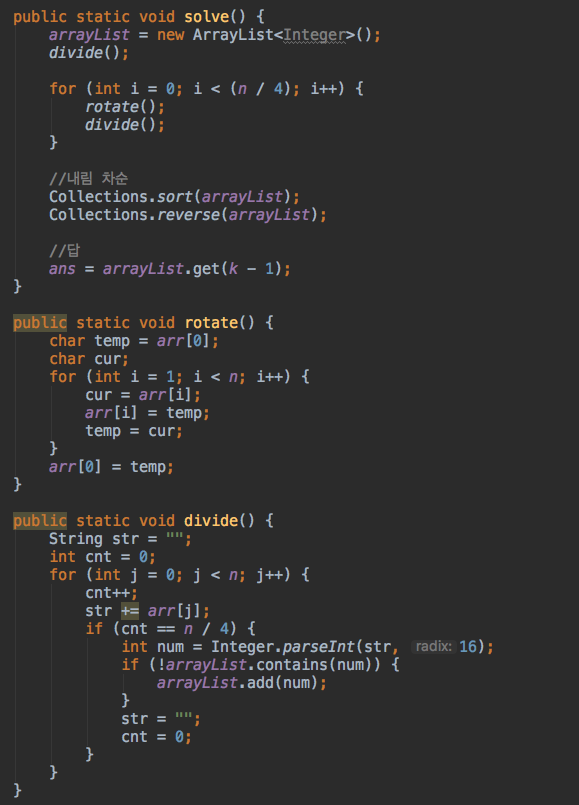 public static void solve() {
    arrayList = new ArrayList<Integer>();
    divide();

    for (int i = 0; i < (n / 4); i++) {
        rotate();
        divide();
    }

    //내림 차순
    Collections.sort(arrayList);
    Collections.reverse(arrayList);

    //답
    ans = arrayList.get(k - 1);
}

public static void rotate() {
    char temp = arr[0];
    char cur;
    for (int i = 1; i < n; i++) {
        cur = arr[i];
        arr[i] = temp;
        temp = cur;
    }
    arr[0] = temp;
}

public static void divide() {
    String str = "";
    int cnt = 0;
    for (int j = 0; j < n; j++) {
        cnt++;
        str += arr[j];
        if (cnt == n / 4) {
            int num = Integer.parseInt(str, radix: 16);
            if (!arrayList.contains(num)) {
                arrayList.add(num);
            }
            str = "";
            cnt = 0;
        }
    }
}